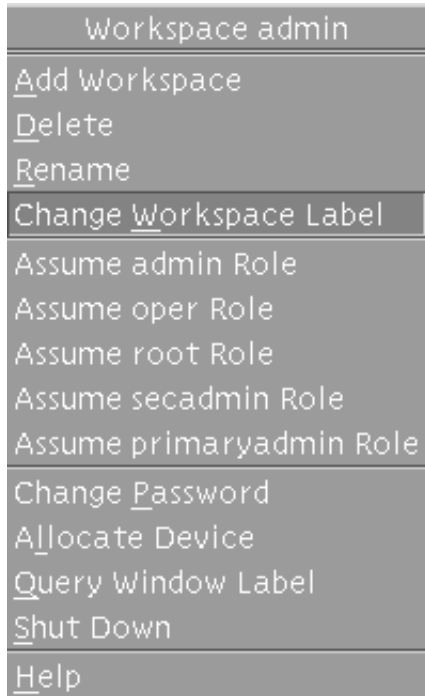 Workspace admin
Add Workspace
Delete
Rename
Change Workspace Label
Assume admin Role
Assume oper Role
Assume root Role
Assume secadmin Role
Assume primaryadmin Role
Change Password
Allocate Device
Query Window Label
Shut Down
Help